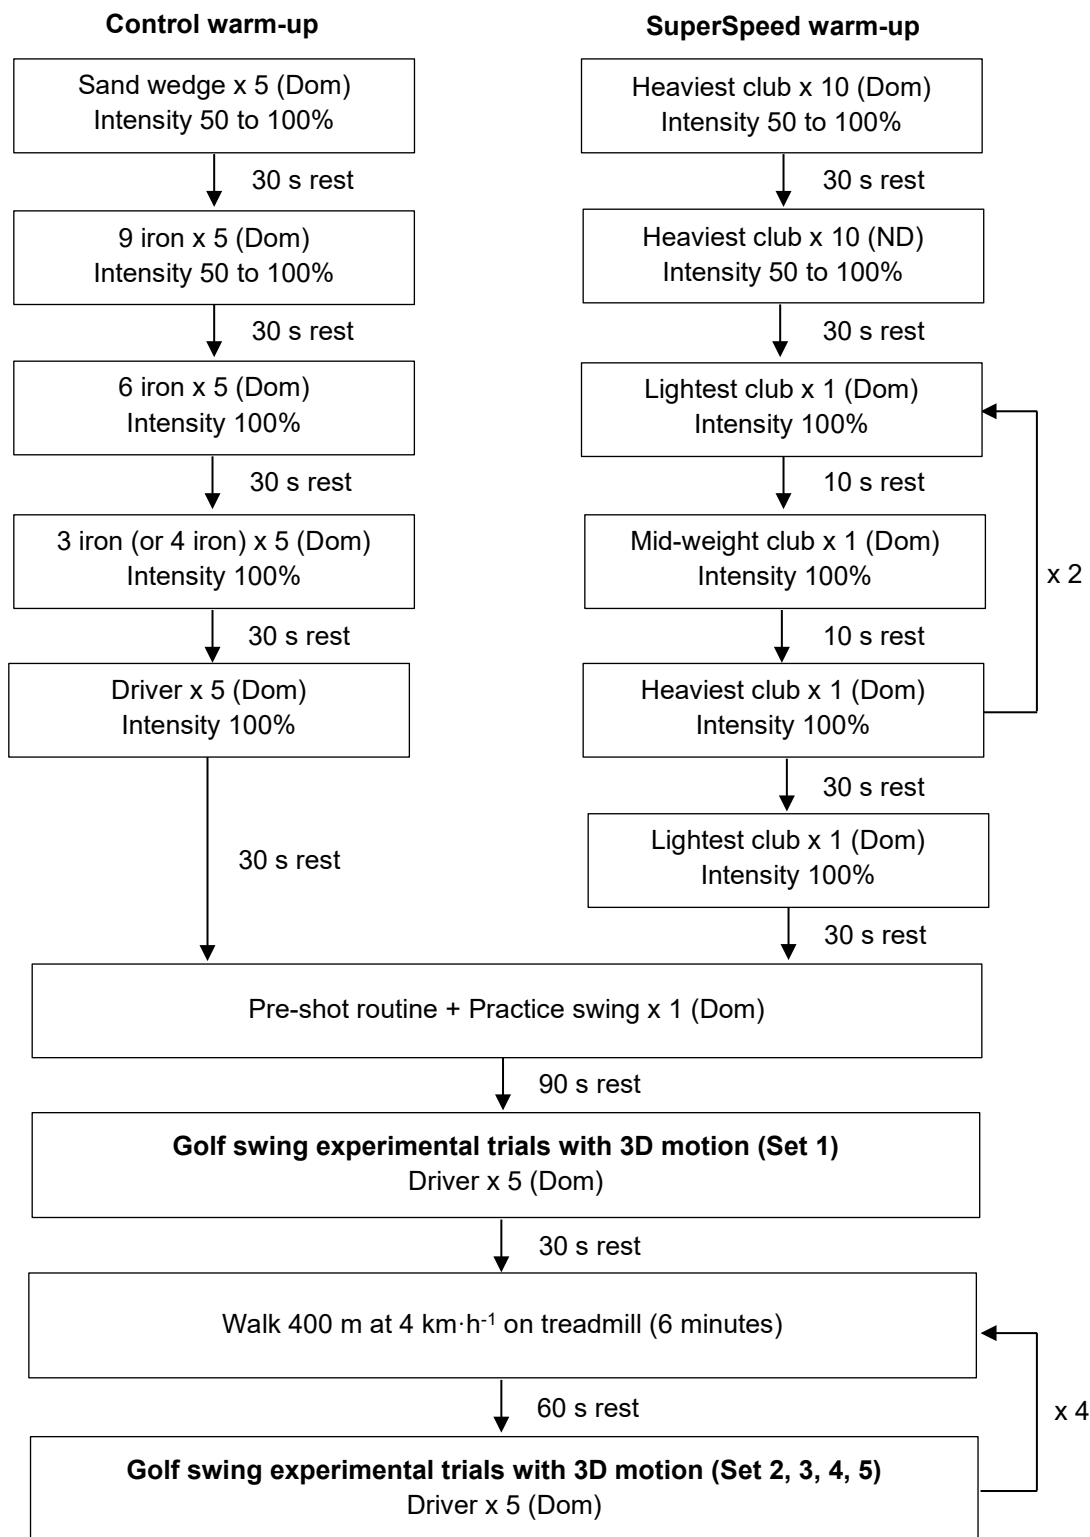 Control warm-up
Sand wedge x 5 (Dom)
Intensity 50 to 100%
30 s rest
9 iron x 5 (Dom)
Intensity 50 to 100%
30 s rest
6 iron x 5 (Dom)
Intensity 100%
30 s rest
3 iron (or 4 iron) x 5 (Dom)
Intensity 100%
30 s rest
Driver x 5 (Dom)
Intensity 100%
30 s rest
SuperSpeed warm-up
Heaviest club x 10 (Dom)
Intensity 50 to 100%
30 s rest
Heaviest club x 10 (ND)
Intensity 50 to 100%
30 s rest
Lightest club x 1 (Dom)
Intensity 100%
10 s rest
Mid-weight club x 1 (Dom)
Intensity 100%
x 2
10 s rest
Heaviest club x 1 (Dom)
Intensity 100%
30 s rest
Lightest club x 1 (Dom)
Intensity 100%
30 s rest
Pre-shot routine + Practice swing x 1 (Dom)
90 s rest
Golf swing experimental trials with 3D motion (Set 1)
Driver x 5 (Dom)
30 s rest
Walk 400 m at 4 km·h⁻¹ on treadmill (6 minutes)
60 s rest
x 4
Golf swing experimental trials with 3D motion (Set 2, 3, 4, 5)
Driver x 5 (Dom)